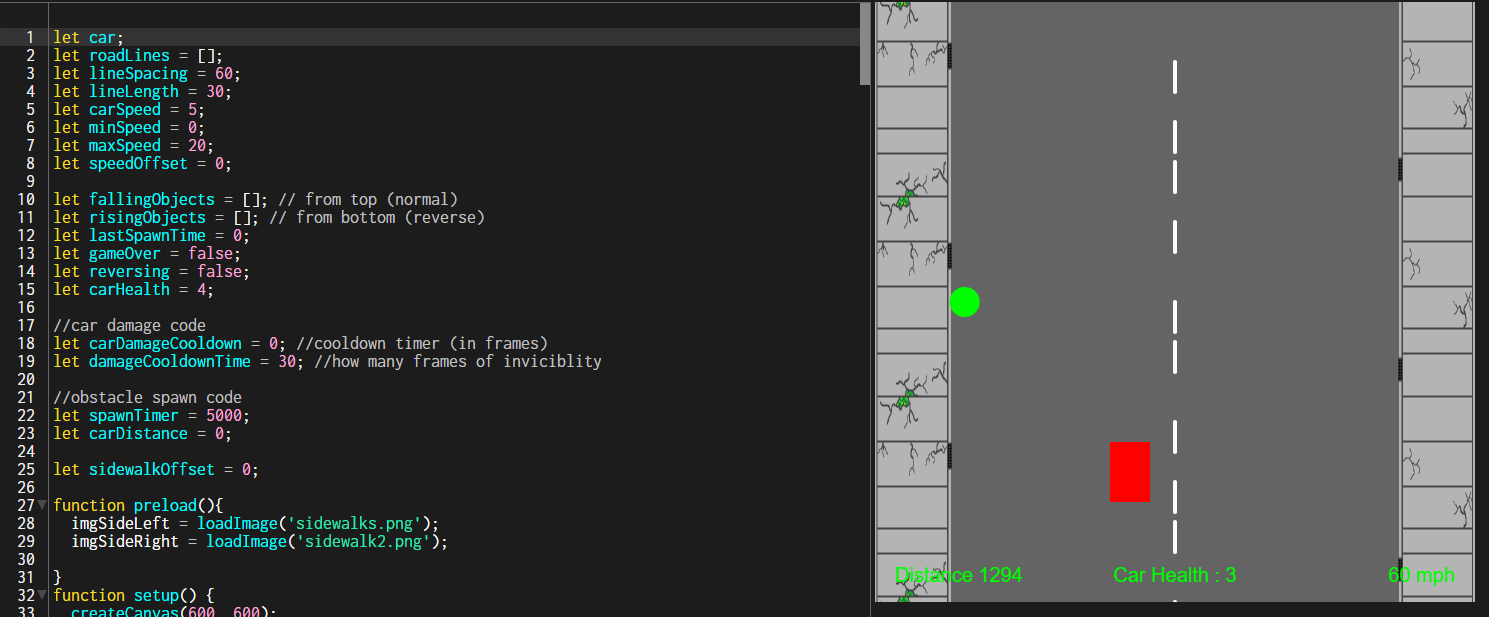 1 let car;
2 let roadLines = [];
3 let lineSpacing = 60;
4 let lineLength = 30;
5 let carSpeed = 5;
6 let minSpeed = 0;
7 let maxSpeed = 20;
8 let speedOffset = 0;
9
10 let fallingObjects = []; // from top (normal)
11 let risingObjects = []; // from bottom (reverse)
12 let lastSpawnTime = 0;
13 let gameOver = false;
14 let reversing = false;
15 let carHealth = 4;
16
17 //car damage code
18 let carDamageCooldown = 0; //cooldown timer (in frames)
19 let damageCooldownTime = 30; //how many frames of inviciblity
20
21 //obstacle spawn code
22 let spawnTimer = 5000;
23 let carDistance = 0;
24
25 let sidewalkOffset = 0;
26
27 function preload(){
28 imgSideLeft = loadImage('sidewalks.png');
29 imgSideRight = loadImage('sidewalk2.png');
30
31 }
32 function setup() {
33 createCanvas(600, 600);
Distance 1294
Car Health : 3
60 mph